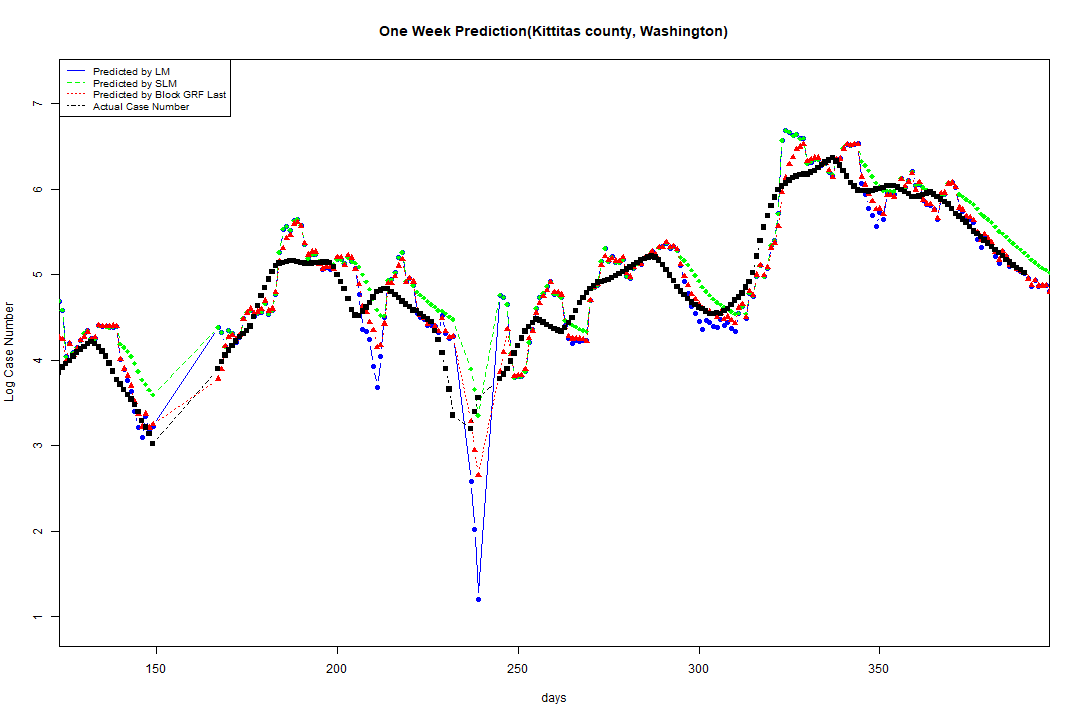 One Week Prediction(Kittitas county, Washington)
Predicted by LM
Predicted by SLM
Predicted by Block GRF Last
Actual Case Number
Log Case Number
7
6
5
4
3
2
1
150
200
250
300
350
days